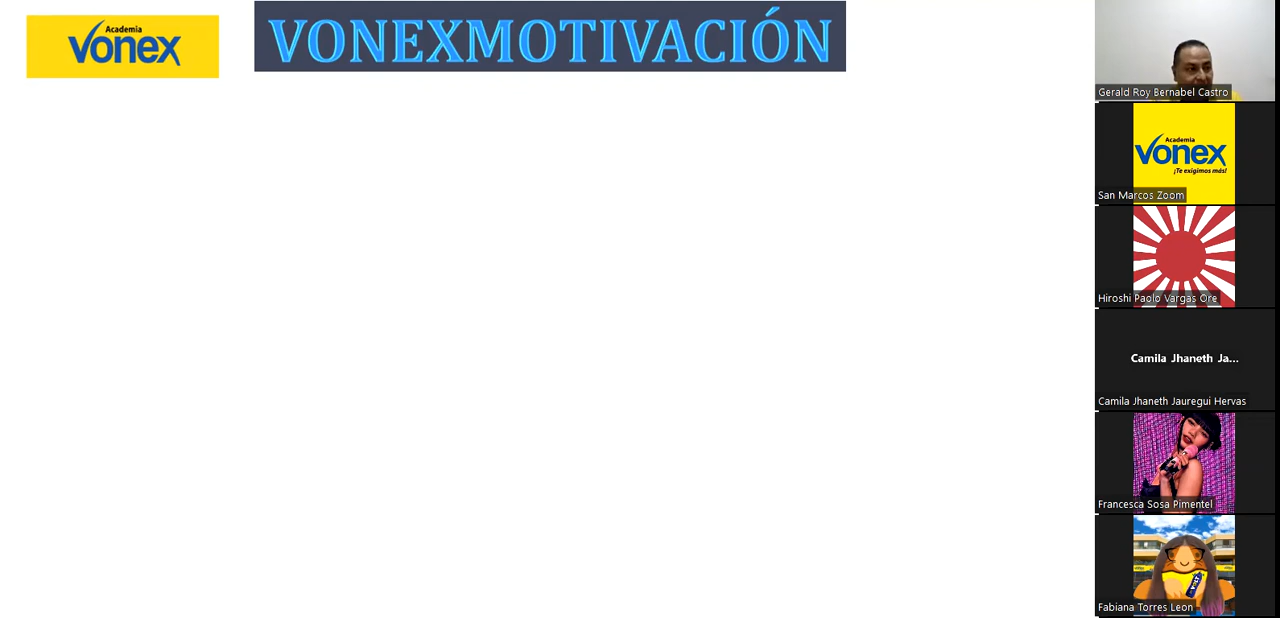 Academia
vonex
VONEXMOTIVACIÓN
Gerald Roy Bernabel Castro
Academia
vonex
¡Te exigimos más!
San Marcos Zoom
Hiroshi Paolo Vargas Ore
Camila Jhaneth Ja...
Camila Jhaneth Jauregui Hervas
Francesca Sosa Pimentel
Fabiana Torres Leon